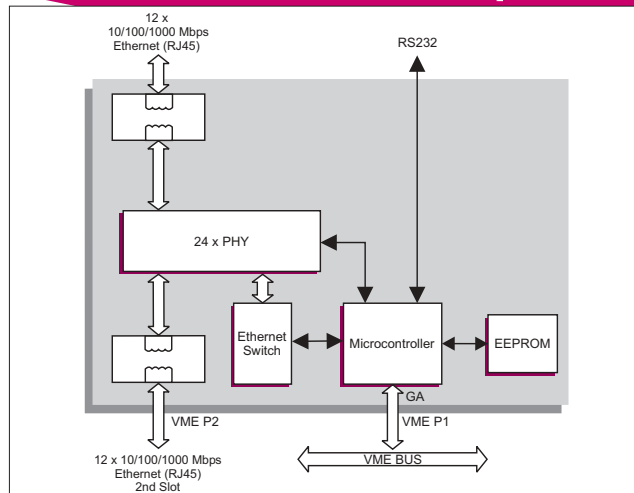 12 x
10/100/1000 Mbps
Ethernet (RJ45)
RS232
24 x PHY
Ethernet
Switch
Microcontroller
EEPROM
GA
VME P2
VME P1
VME BUS
12 x 10/100/1000 Mbps
Ethernet (RJ45)
2nd Slot